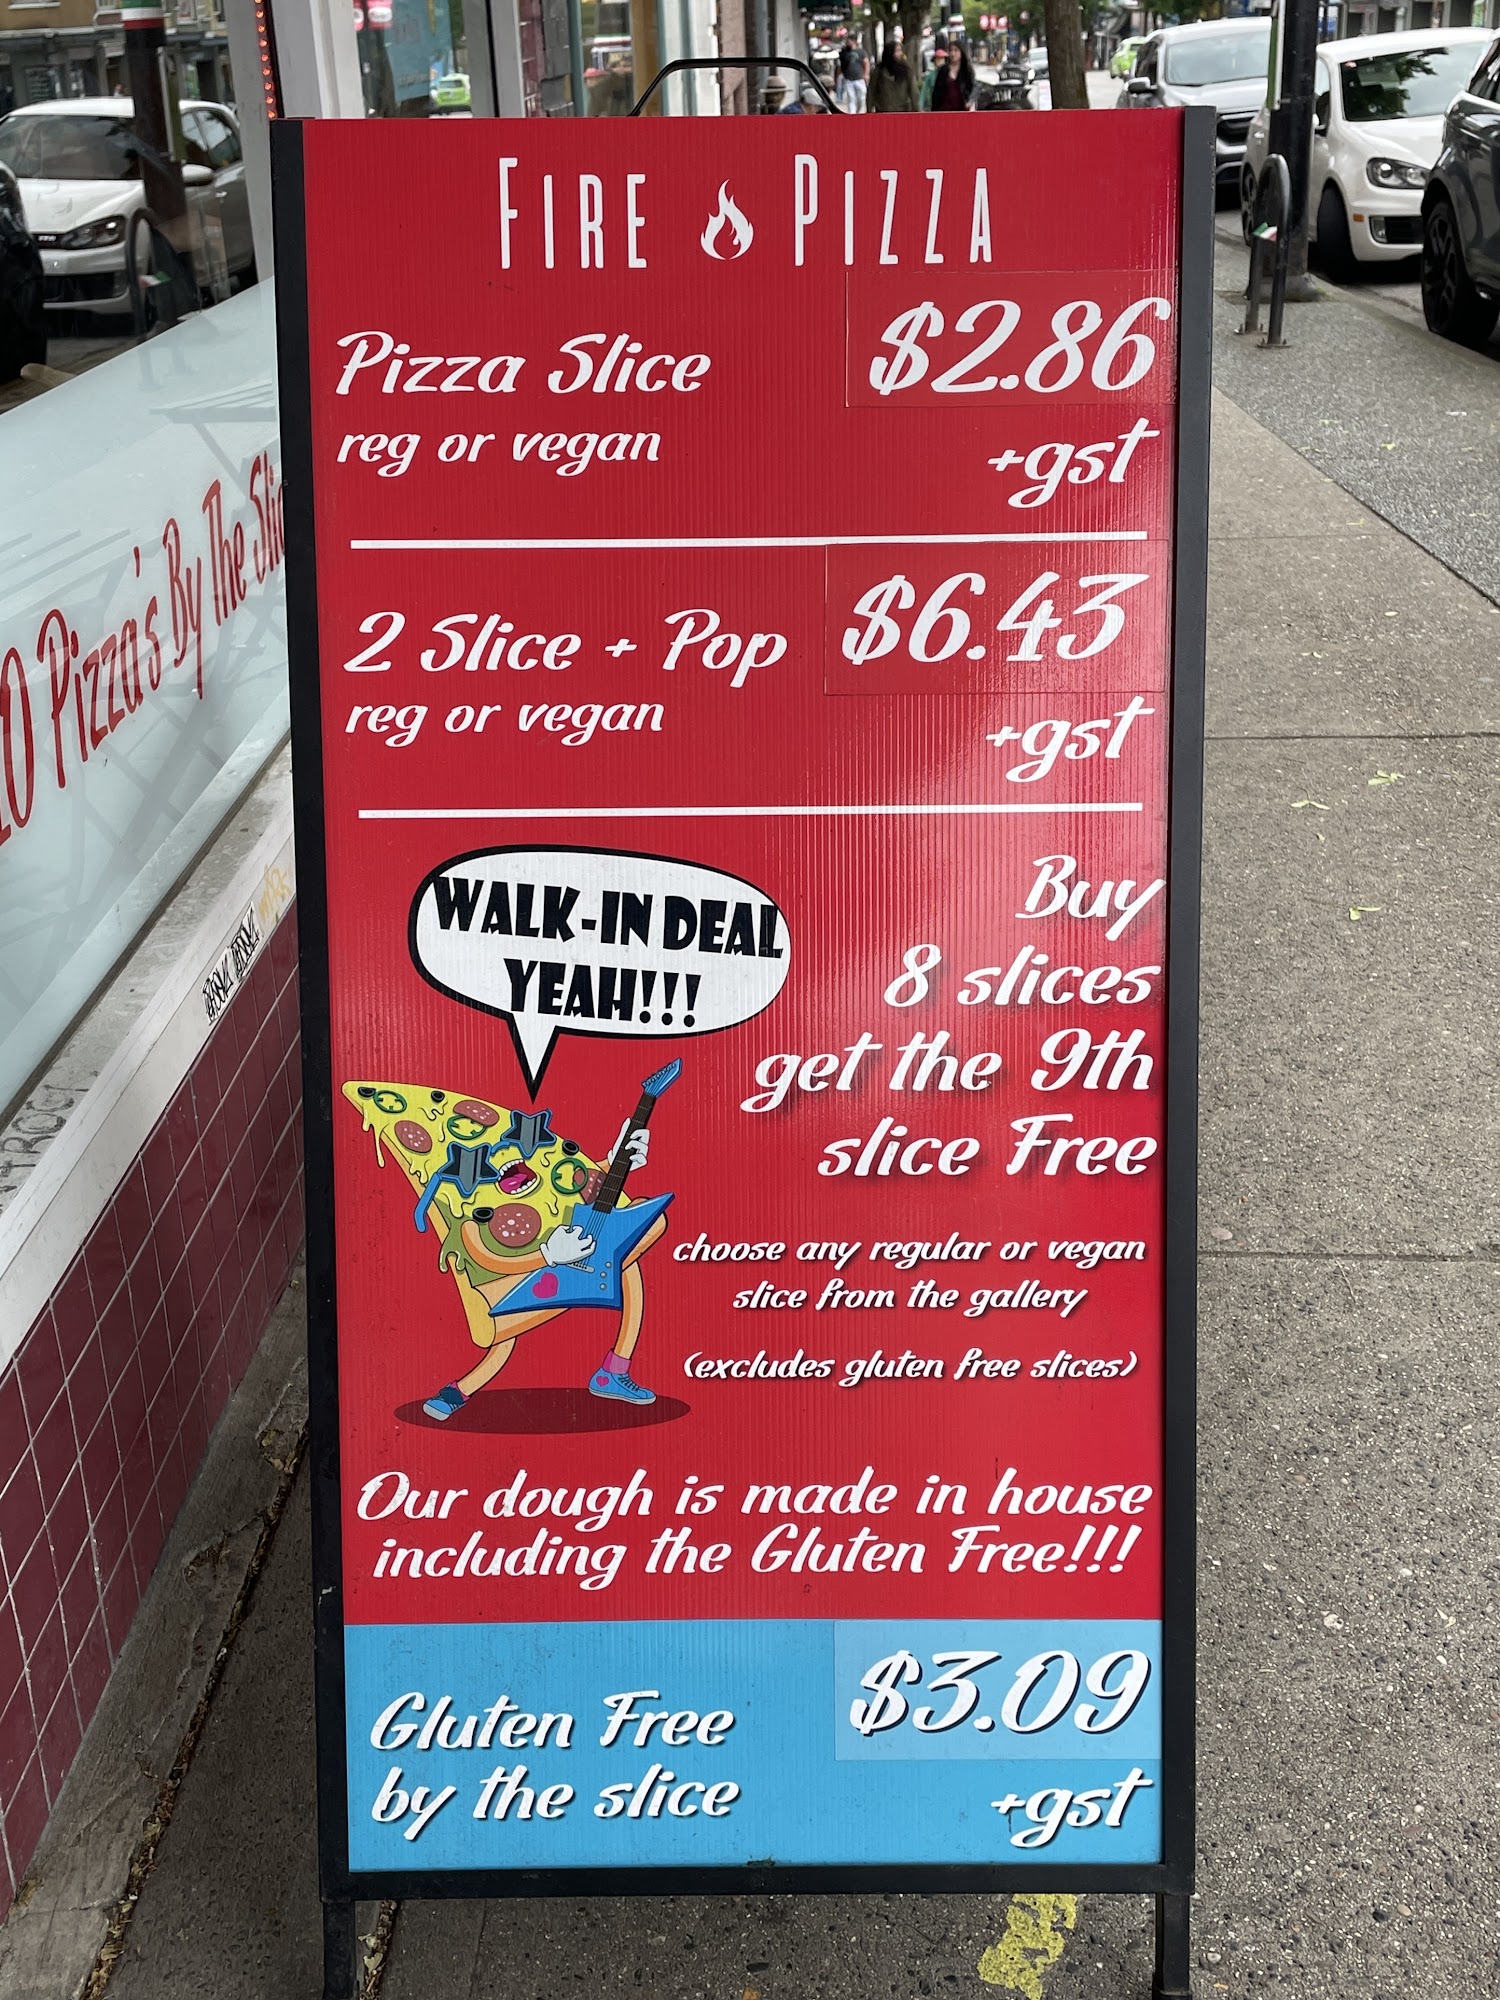 FIRE PIZZA
Pizza Slice
$2.86
reg or vegan
+gst
2 Slice + Pop
$6.43
reg or vegan
+gst
WALK-IN DEAL
YEAH!!!
Buy
8 slices
get the 9th
slice Free
choose any regular or vegan
slice from the gallery
(excludes gluten free slices)
Our dough is made in house
including the Gluten Free!!!
Gluten Free
by the slice
$3.09
+gst
Pizza's By The